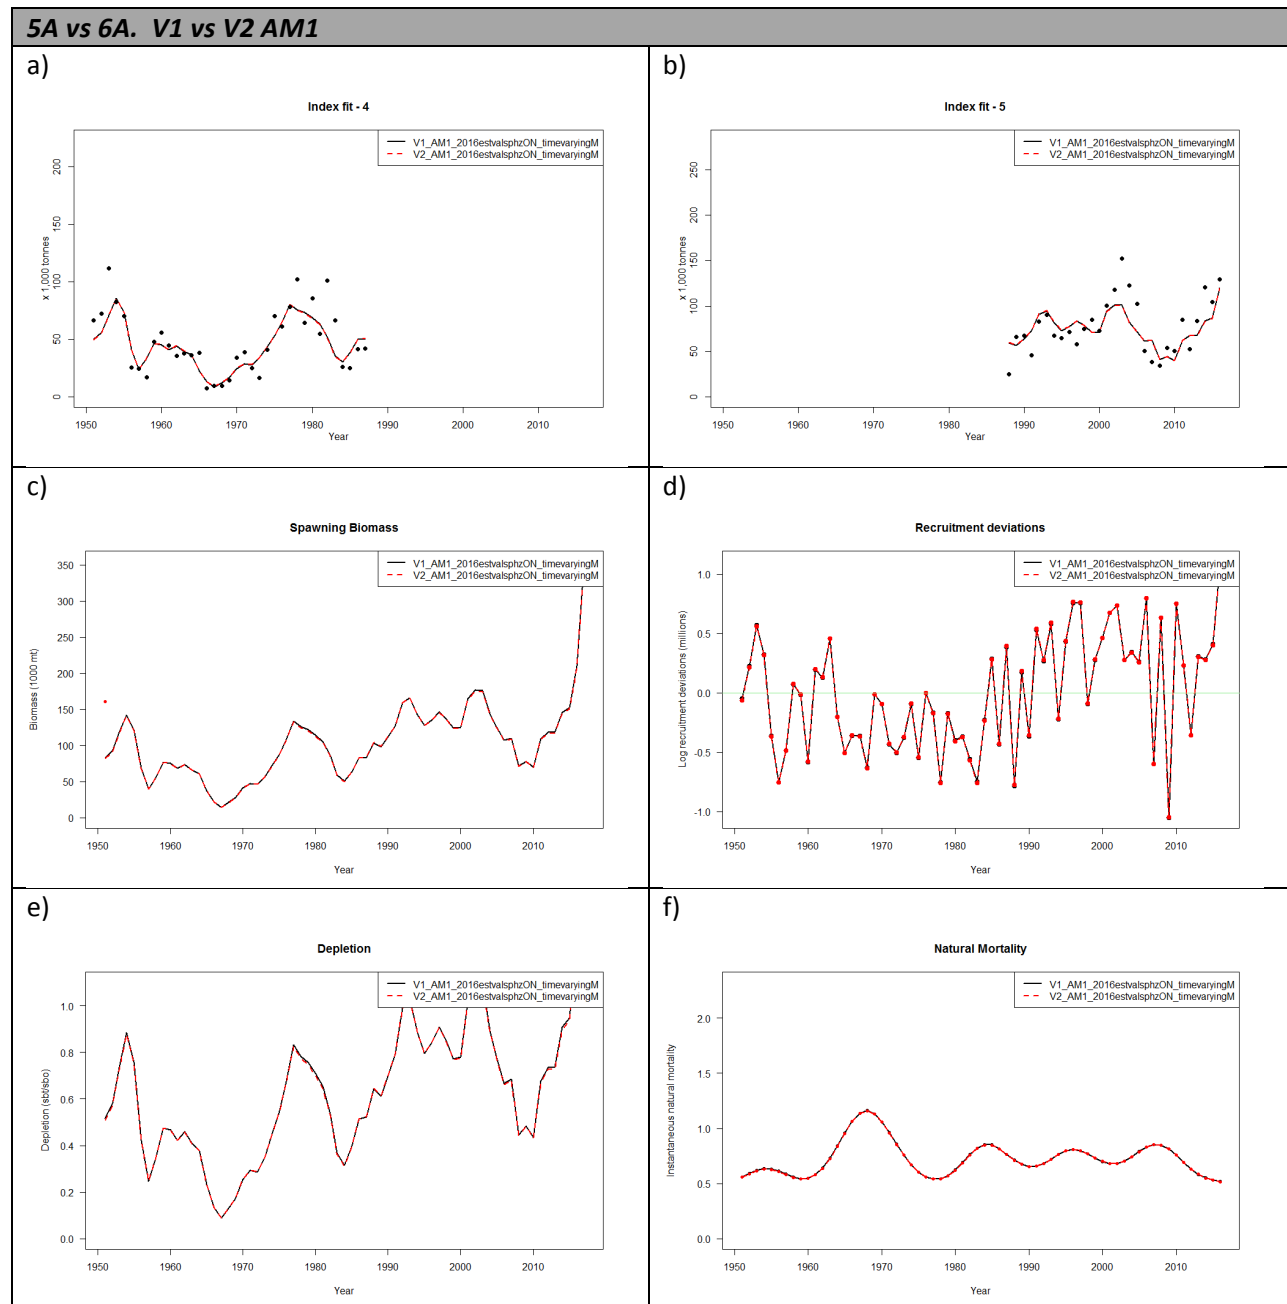 5A vs 6A. V1 vs V2 AM1
a)
Index fit - 4
V1_AM1_2016estvalsphzON_timevaryingM
V2_AM1_2016estvalsphzON_timevaryingM
x 1,000 tonnes
0 50 100 150 200
1950 1960 1970 1980 1990 2000 2010
Year
b)
Index fit - 5
V1_AM1_2016estvalsphzON_timevaryingM
V2_AM1_2016estvalsphzON_timevaryingM
x 1,000 tonnes
0 50 100 150 200 250
1950 1960 1970 1980 1990 2000 2010
Year
c)
Spawning Biomass
V1_AM1_2016estvalsphzON_timevaryingM
V2_AM1_2016estvalsphzON_timevaryingM
Biomass (1000 mt)
350
300
250
200
150
100
50
0
1950 1960 1970 1980 1990 2000 2010
Year
d)
Recruitment deviations
V1_AM1_2016estvalsphzON_timevaryingM
V2_AM1_2016estvalsphzON_timevaryingM
Log recruitment deviations (millions)
1.0
0.5
0.0
-0.5
-1.0
1950 1960 1970 1980 1990 2000 2010
Year
e)
Depletion
V1_AM1_2016estvalsphzON_timevaryingM
V2_AM1_2016estvalsphzON_timevaryingM
Depletion (sbt/sbo)
1.0
0.8
0.6
0.4
0.2
0.0
1950 1960 1970 1980 1990 2000 2010
Year
f)
Natural Mortality
V1_AM1_2016estvalsphzON_timevaryingM
V2_AM1_2016estvalsphzON_timevaryingM
Instantaneous natural mortality
2.0
1.5
1.0
0.5
0.0
1950 1960 1970 1980 1990 2000 2010
Year